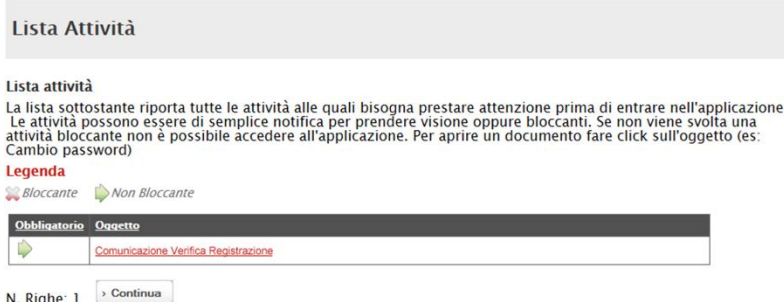 Lista Attività
Lista attività
La lista sottostante riporta tutte le attività alle quali bisogna prestare attenzione prima di entrare nell'applicazione
Le attività possono essere di semplice notifica per prendere visione oppure bloccanti. Se non viene svolta una
attività bloccante non è possibile accedere all'applicazione. Per aprire un documento fare click sull'oggetto (es:
Cambio password)
Legenda
Bloccante Non Bloccante
Obbligatorio Oggetto
Comunicazione Verifica Registrazione
N. Righe: 1 › Continua